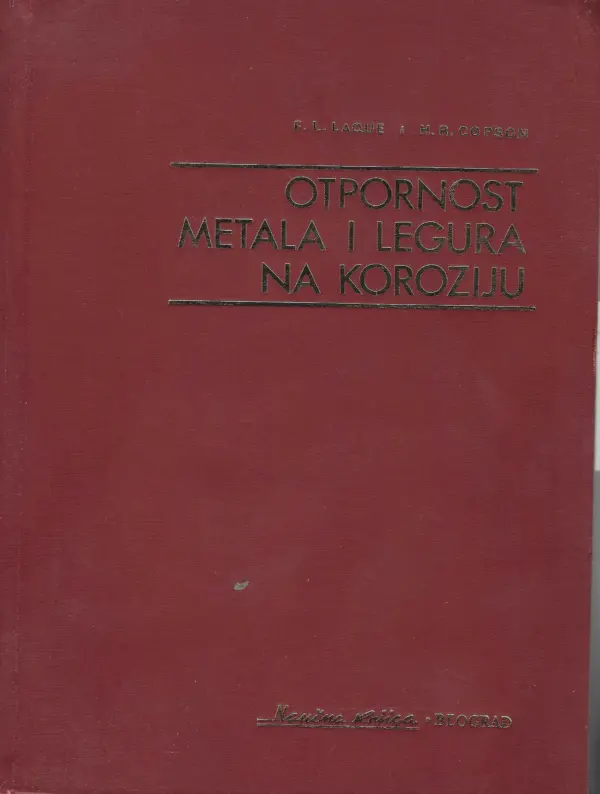 F. L. LAQUE I H. R. COPSON
OTPORNOST
METALA I LEGURA
NA KOROZIJU
Naučna knjiga • BEOGRAD